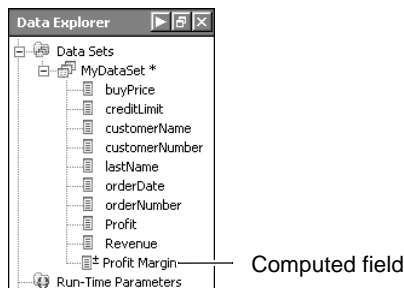 Data Explorer
Data Sets
MyDataSet *
buyPrice
creditLimit
customerName
customerNumber
lastName
orderDate
orderNumber
Profit
Revenue
Profit Margin Computed field
Run-Time Parameters